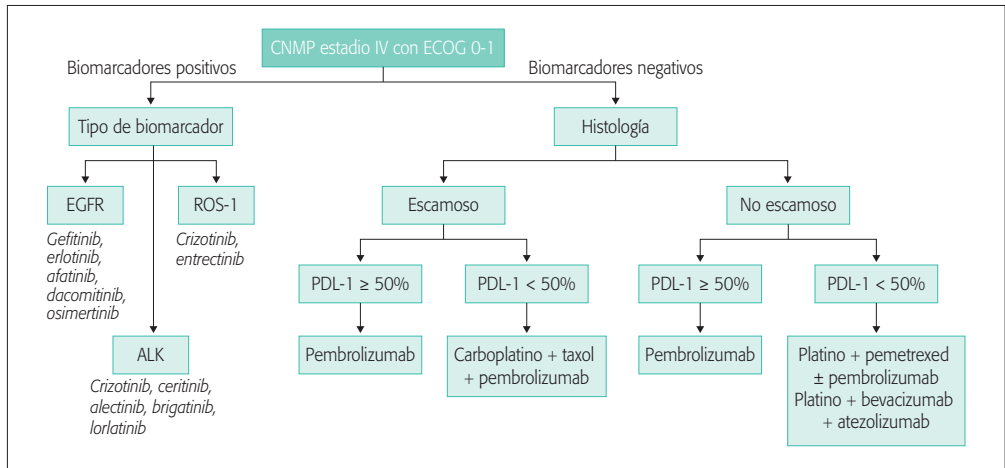 CNMP estadio IV con ECOG 0-1
Biomarcadores positivos
Biomarcadores negativos
Tipo de biomarcador
Histología
EGFR
ROS-1
Escamoso
No escamoso
Gefitinib,
erlotinib,
afatinib,
dacomitinib,
osimertinib
Crizotinib,
entrectinib
PDL-1 ≥ 50%
PDL-1 < 50%
PDL-1 ≥ 50%
PDL-1 < 50%
ALK
Crizotinib, ceritinib,
alectinib, brigatinib,
lorlatinib
Pembrolizumab
Carboplatino + taxol
+ pembrolizumab
Pembrolizumab
Platino + pemetrexed
± pembrolizumab
Platino + bevacizumab
+ atezolizumab